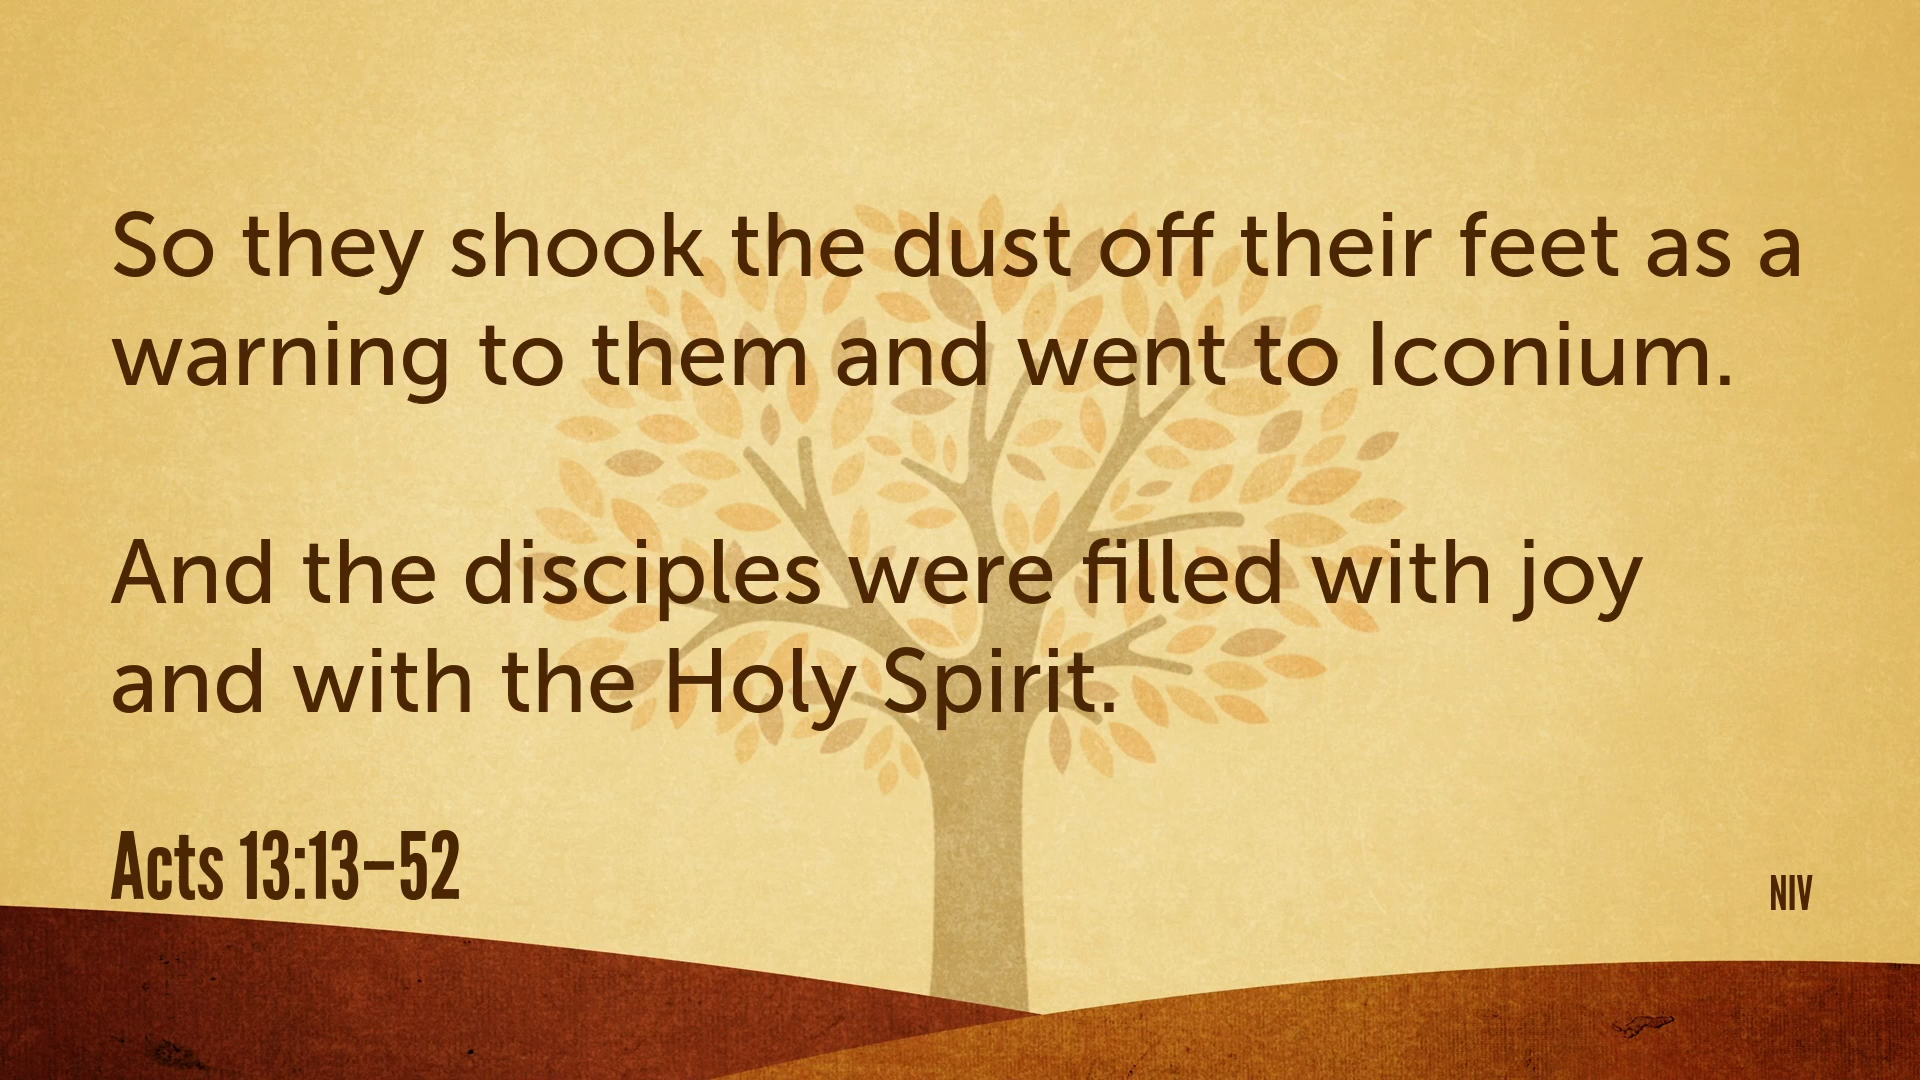 So they shook the dust off their feet as a
warning to them and went to Iconium.
And the disciples were filled with joy
and with the Holy Spirit.
Acts 13:13–52
NIV